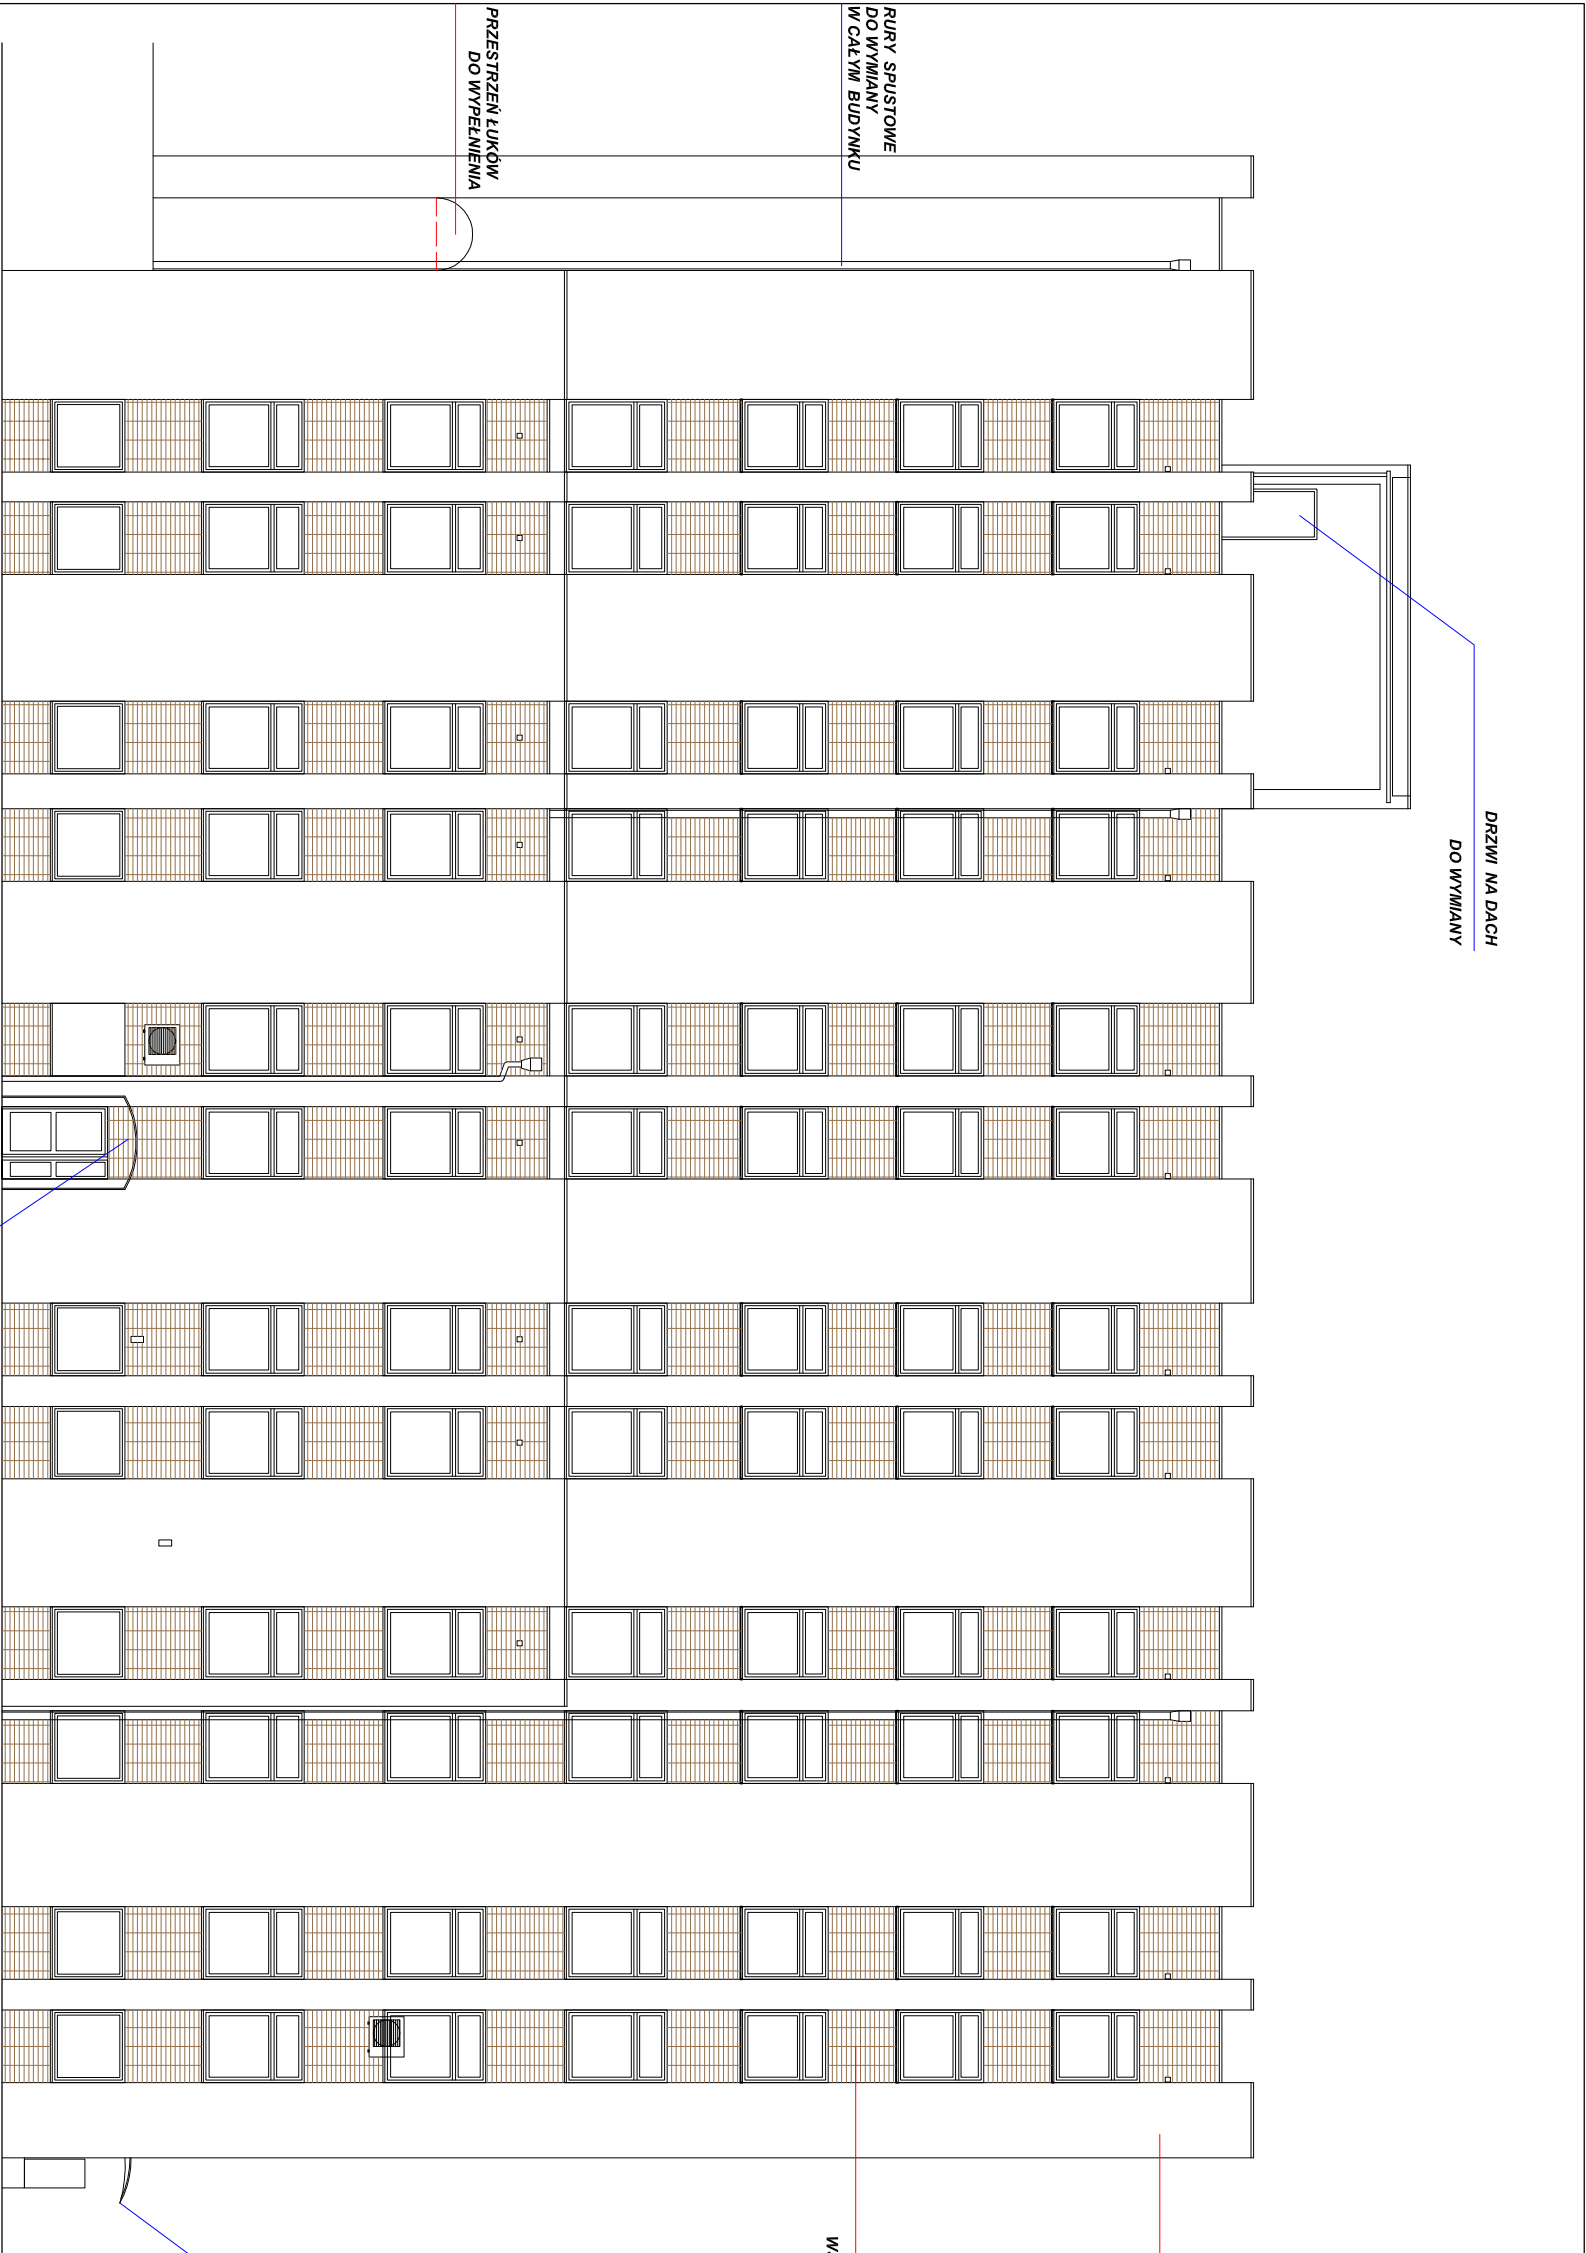 DRZWI NA DACH
DO WYMIANY
RURY SPUSTOWE
DO WYMIANY
W CAŁYM BUDYNKU
PRZESTRZEŃ ŁUKÓW
DO WYPEŁNIENIA